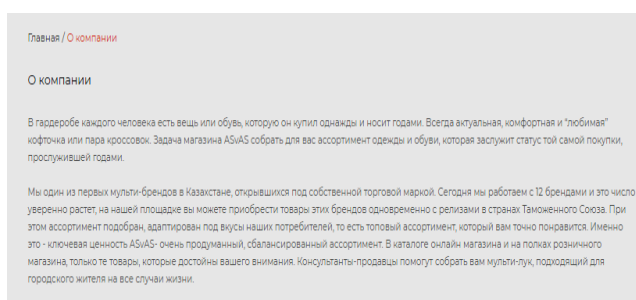 Главная / О компании
О компании
В гардеробе каждого человека есть вещь или обувь, которую он купил однажды и носит годами. Всегда актуальная, комфортная и "любимая"
кофточка или пара кроссовок. Задача магазина ASvAS собрать для вас ассортимент одежды и обуви, которая заслужит статус той самой покупки,
прослужившей годами.
Мы один из первых мульти-брендов в Казахстане, открывшихся под собственной торговой маркой. Сегодня мы работаем с 12 брендами и это число
уверенно растет, на нашей площадке вы можете приобрести товары этих брендов одновременно с релизами в странах Таможенного Союза. При
этом ассортимент подобран, адаптирован под вкусы наших потребителей, то есть топовый ассортимент, который вам точно понравится. Именно
это - ключевая ценность ASvAS- очень продуманный, сбалансированный ассортимент. В каталоге онлайн магазина и на полках розничного
магазина, только те товары, которые достойны вашего внимания. Консультанты-продавцы помогут собрать вам мульти-лук, подходящий для
городского жителя на все случаи жизни.